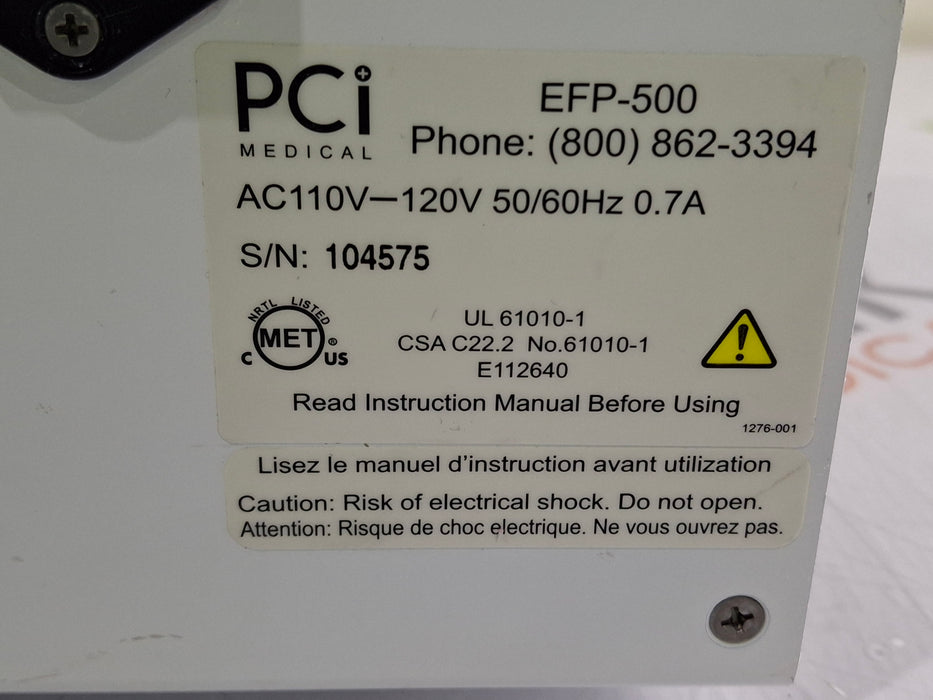 PCi
MEDICAL
EFP-500
Phone: (800) 862-3394
AC110V—120V 50/60Hz 0.7A
S/N: 104575
NRTL LISTED
MET ®
C US
UL 61010-1
CSA C22.2 No.61010-1
E112640
!
Read Instruction Manual Before Using
1276-001
Lisez le manuel d'instruction avant utilization
Caution: Risk of electrical shock. Do not open.
Attention: Risque de choc electrique. Ne vous ouvrez pas.